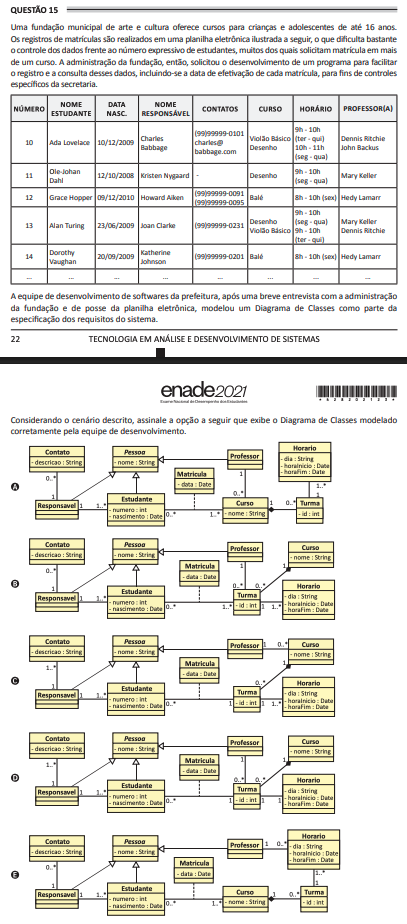 QUESTÃO 15
Uma fundação municipal de arte e cultura oferece cursos para crianças e adolescentes de até 16 anos.
Os registros de matrículas são realizados em uma planilha eletrônica ilustrada a seguir, o que dificulta bastante
o controle dos dados frente ao número expressivo de estudantes, muitos dos quais solicitam matrícula em mais
de um curso. A administração da fundação, então, solicitou o desenvolvimento de um programa para facilitar
o registro e a consulta desses dados, incluindo-se a data de efetivação de cada matrícula, para fins de controles
específicos da secretaria.
NÚMERO NOME ESTUDANTE DATA NASC. NOME RESPONSÁVEL CONTATOS CURSO HORÁRIO PROFESSOR(A)
10 Ada Lovelace 10/12/2009 Charles Babbage (99)99999-0101 charles@babbage.com Violão Básico Desenho 9h - 10h (ter - qui) 10h - 11h (seg - qua) Dennis Ritchie John Backus
11 Ole-Johan Dahl 12/10/2008 Kristen Nygaard - Desenho 9h - 10h (seg - qua) Mary Keller
12 Grace Hopper 09/12/2010 Howard Aiken (99)99999-0091 (99)99999-0095 Balé 8h - 10h (sex) Hedy Lamarr
13 Alan Turing 23/06/2009 Joan Clarke (99)99999-0231 Desenho Violão Básico 9h - 10h (seg - qua) 9h - 10h (ter - qui) Mary Keller Dennis Ritchie
14 Dorothy Vaughan 20/09/2009 Katherine Johnson (99)99999-0201 Balé 8h - 10h (sex) Hedy Lamarr
... ... ... ... ... ... ... ...
A equipe de desenvolvimento de softwares da prefeitura, após uma breve entrevista com a administração
da fundação e de posse da planilha eletrônica, modelou um Diagrama de Classes como parte da
especificação dos requisitos do sistema.
22 TECNOLOGIA EM ANÁLISE E DESENVOLVIMENTO DE SISTEMAS
enade2021
Exame Nacional de Desempenho dos Estudantes
Considerando o cenário descrito, assinale a opção a seguir que exibe o Diagrama de Classes modelado
corretamente pela equipe de desenvolvimento.
A
Contato
- descricao : String
Pessoa
- nome : String
Professor
Horario
- dia : String
- horaInicio : Date
- horaFim : Date
Matricula
- data : Date
0..*
1
1
0..*
1..*
1
Responsavel
1
1..*
Estudante
- numero : int
- nascimento : Date
0..*
1..*
Curso
- nome : String
1
0..*
Turma
- id : int
B
Contato
- descricao : String
Pessoa
- nome : String
Professor
Curso
- nome : String
Matricula
- data : Date
0..*
1
1
0..*
0..*
1
Responsavel
1
1..*
Estudante
- numero : int
- nascimento : Date
0..*
1..*
Turma
- id : int
1
1..*
Horario
- dia : String
- horaInicio : Date
- horaFim : Date
C
Contato
- descricao : String
Pessoa
- nome : String
Professor
1
0..*
Curso
- nome : String
Matricula
- data : Date
1..*
1
0..*
1
Responsavel
1
1..*
Estudante
- numero : int
- nascimento : Date
0..*
1
Turma
- id : int
1
1..*
Horario
- dia : String
- horaInicio : Date
- horaFim : Date
D
Contato
- descricao : String
Pessoa
- nome : String
Professor
Curso
- nome : String
Matricula
- data : Date
1..*
1
1
0..*
0..*
1
Responsavel
1
1..*
Estudante
- numero : int
- nascimento : Date
0..*
1
Turma
- id : int
1
0..*
Horario
- dia : String
- horaInicio : Date
- horaFim : Date
E
Contato
- descricao : String
Pessoa
- nome : String
Professor
1
0..*
Horario
- dia : String
- horaInicio : Date
- horaFim : Date
Matricula
- data : Date
0..*
1
1..*
1
Responsavel
1
1..*
Estudante
- numero : int
- nascimento : Date
0..*
1..*
Curso
- nome : String
1
0..*
Turma
- id : int